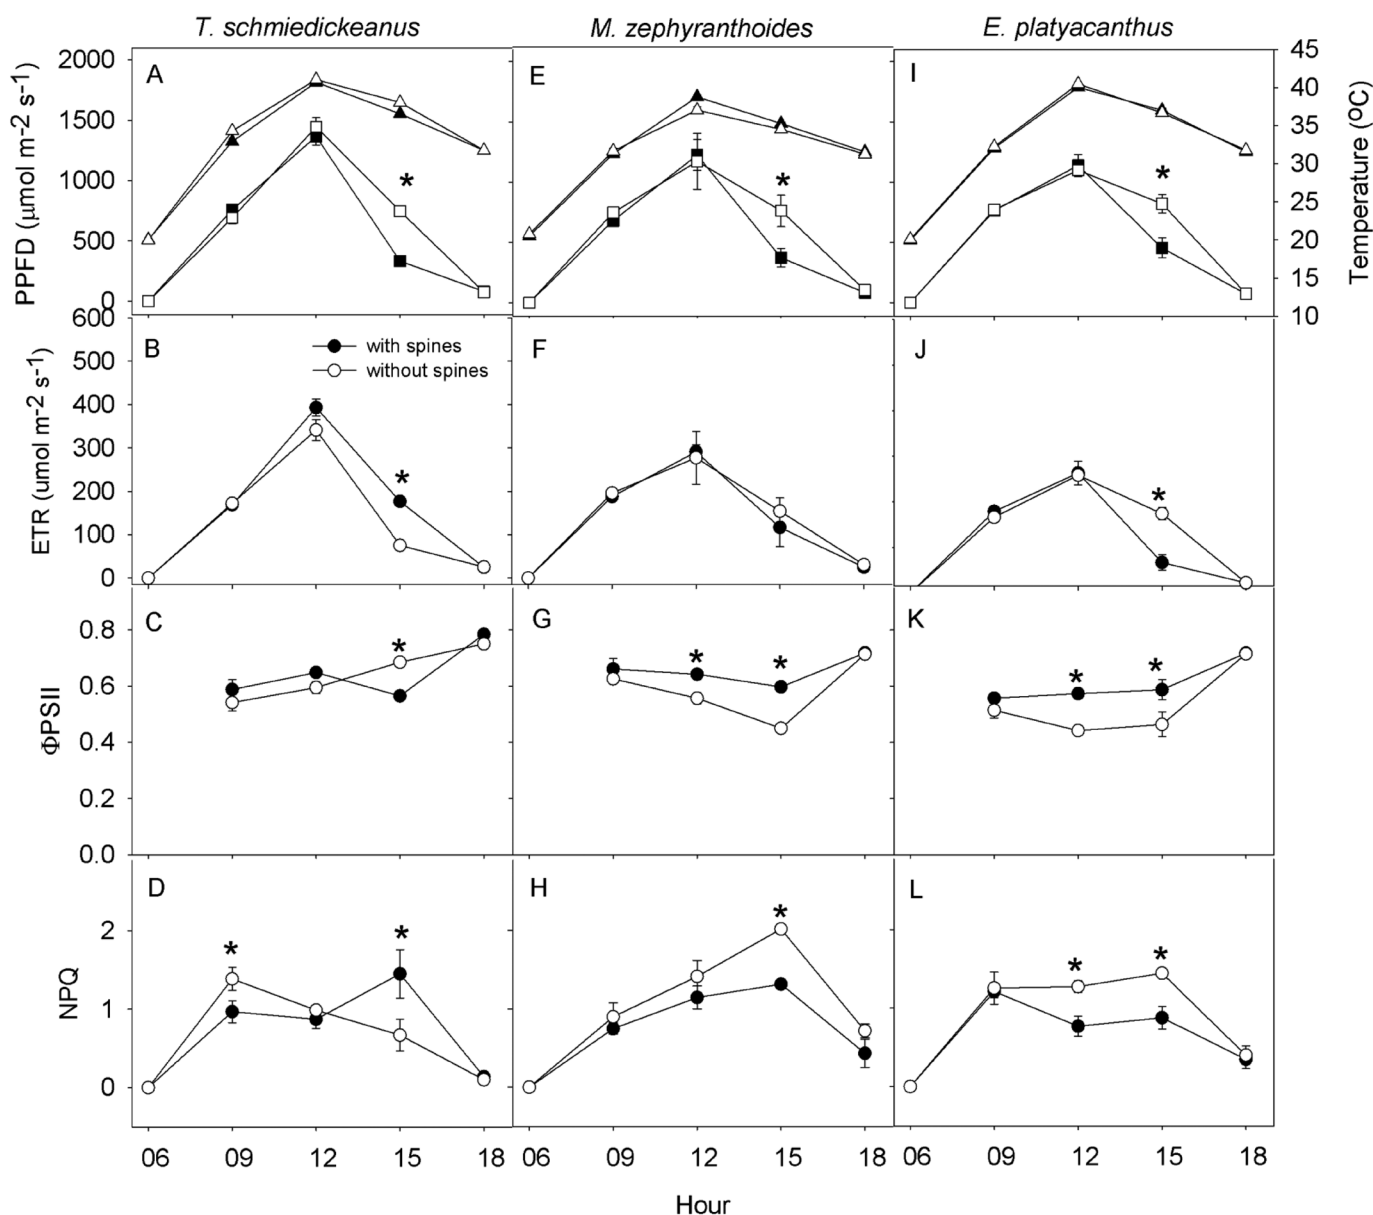 T. schmiedickeanus
M. zephyranthoides
E. platyacanthus
PPFD (µmol m-2 s-1)
2000
1500
1000
500
0
A
*
E
*
I
*
45
40
35
30
25
20
15
10
Temperature (ºC)
ETR (umol m-2 s-1)
600
500
400
300
200
100
0
B
with spines
without spines
*
F
J
*
ΦPSII
0.8
0.6
0.4
0.2
0.0
C
*
G
* *
K
* *
NPQ
2
1
0
D
* *
H
*
L
* *
06 09 12 15 18
06 09 12 15 18
06 09 12 15 18
Hour